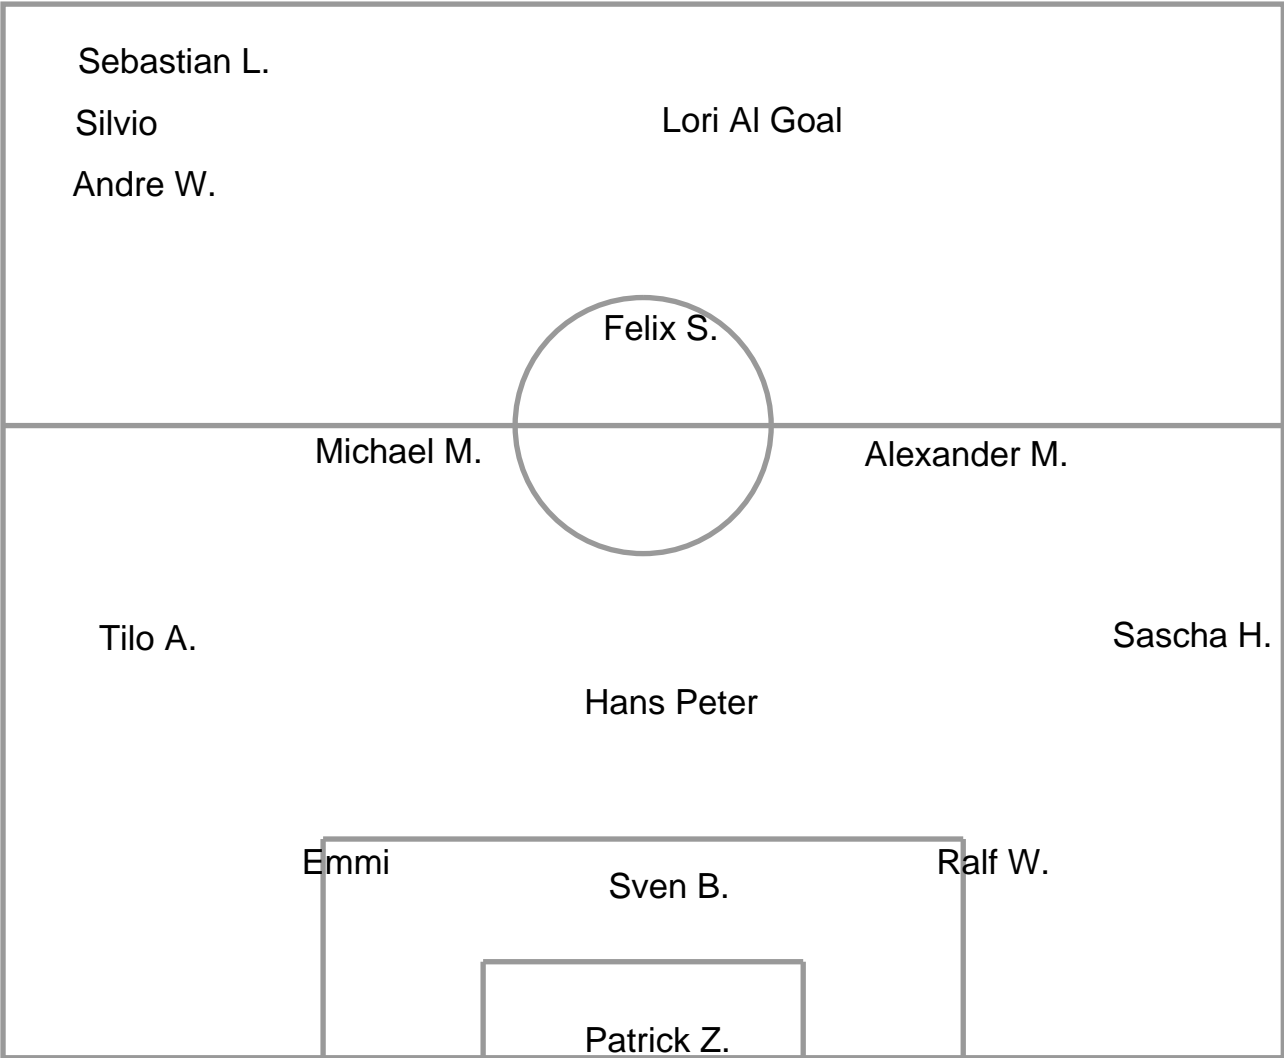 Sebastian L.
Silvio
Lori Al Goal
Andre W.
Felix S.
Michael M.
Alexander M.
Tilo A.
Sascha H.
Hans Peter
Emmi
Ralf W.
Sven B.
Patrick Z.